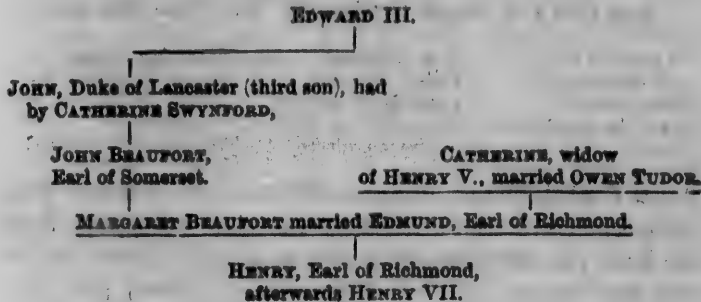 EDWARD III.
JOHN, Duke of Lancaster (third son), had
by CATHERINE SWYNFORD,
JOHN BEAUFORT,
Earl of Somerset.
CATHERINE, widow
of HENRY V., married OWEN TUDOR.
MARGARET BEAUFORT married EDMUND, Earl of Richmond.
HENRY, Earl of Richmond,
afterwards HENRY VII.